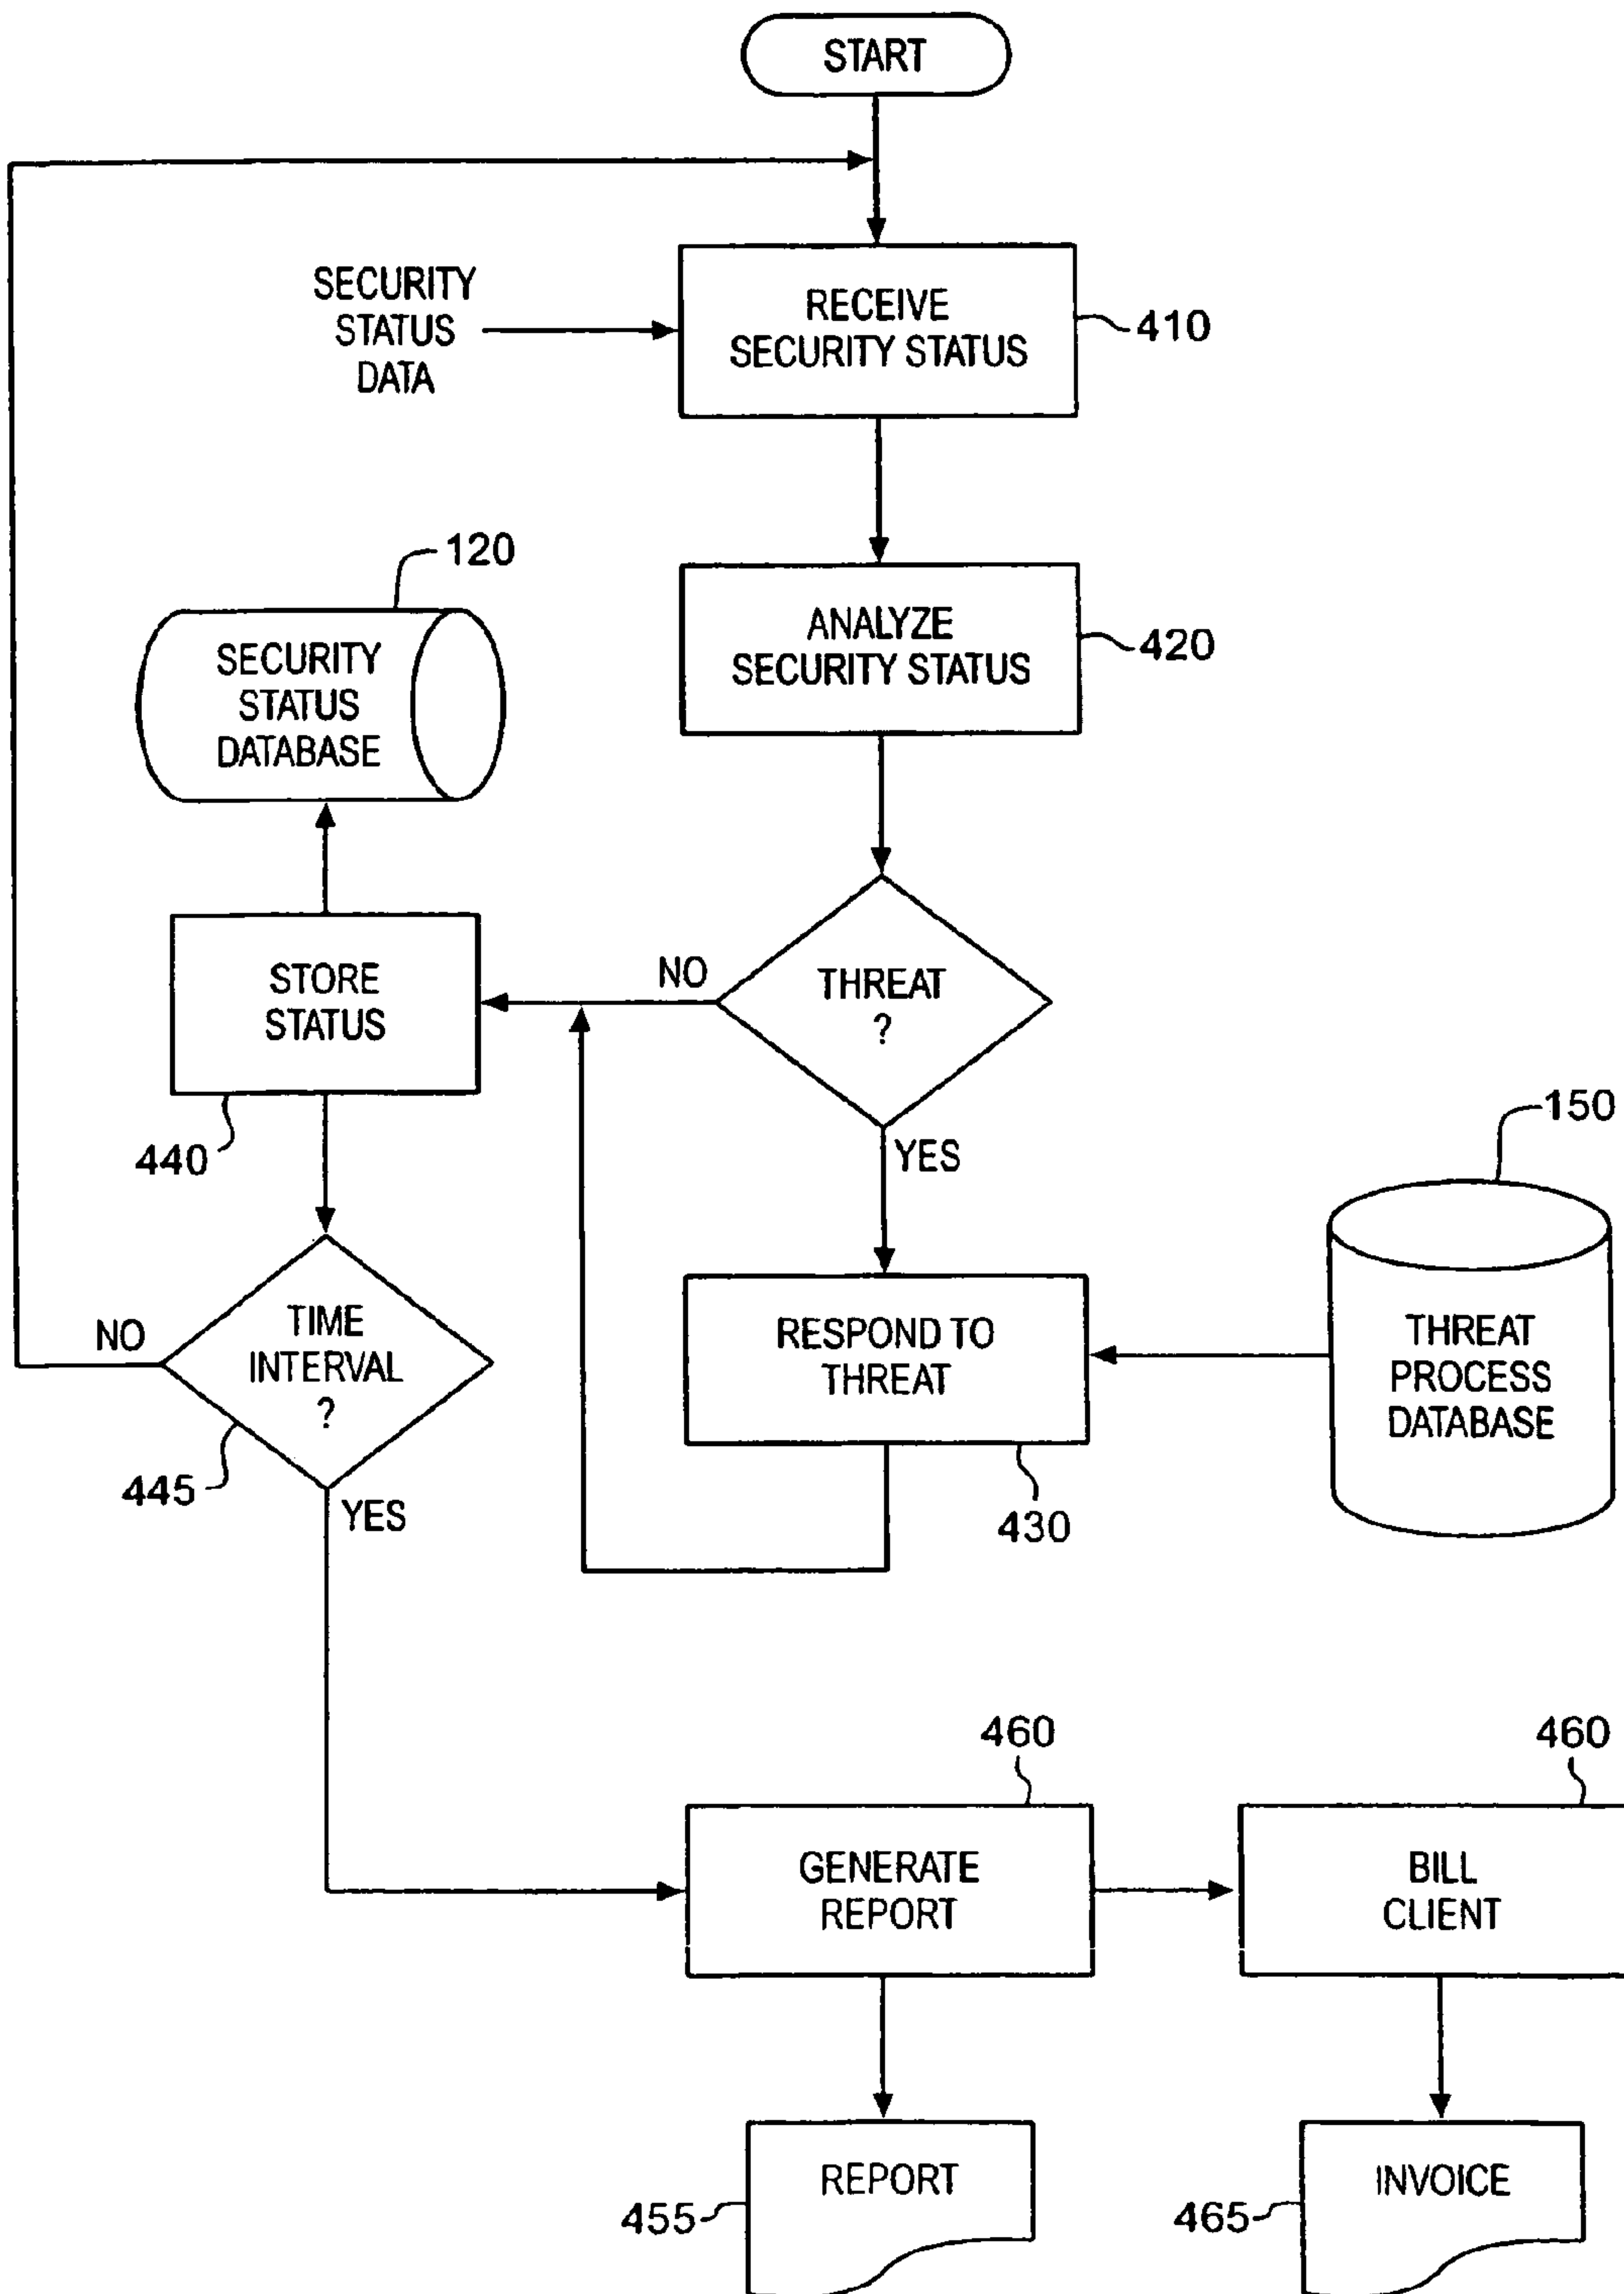 START
SECURITY
STATUS
DATA
RECEIVE
SECURITY STATUS
410
120
SECURITY
STATUS
DATABASE
ANALYZE
SECURITY STATUS
420
STORE
STATUS
440
NO
THREAT
?
YES
150
NO
TIME
INTERVAL
?
445
YES
RESPOND TO
THREAT
430
THREAT
PROCESS
DATABASE
460
GENERATE
REPORT
460
BILL
CLIENT
REPORT
455
INVOICE
465